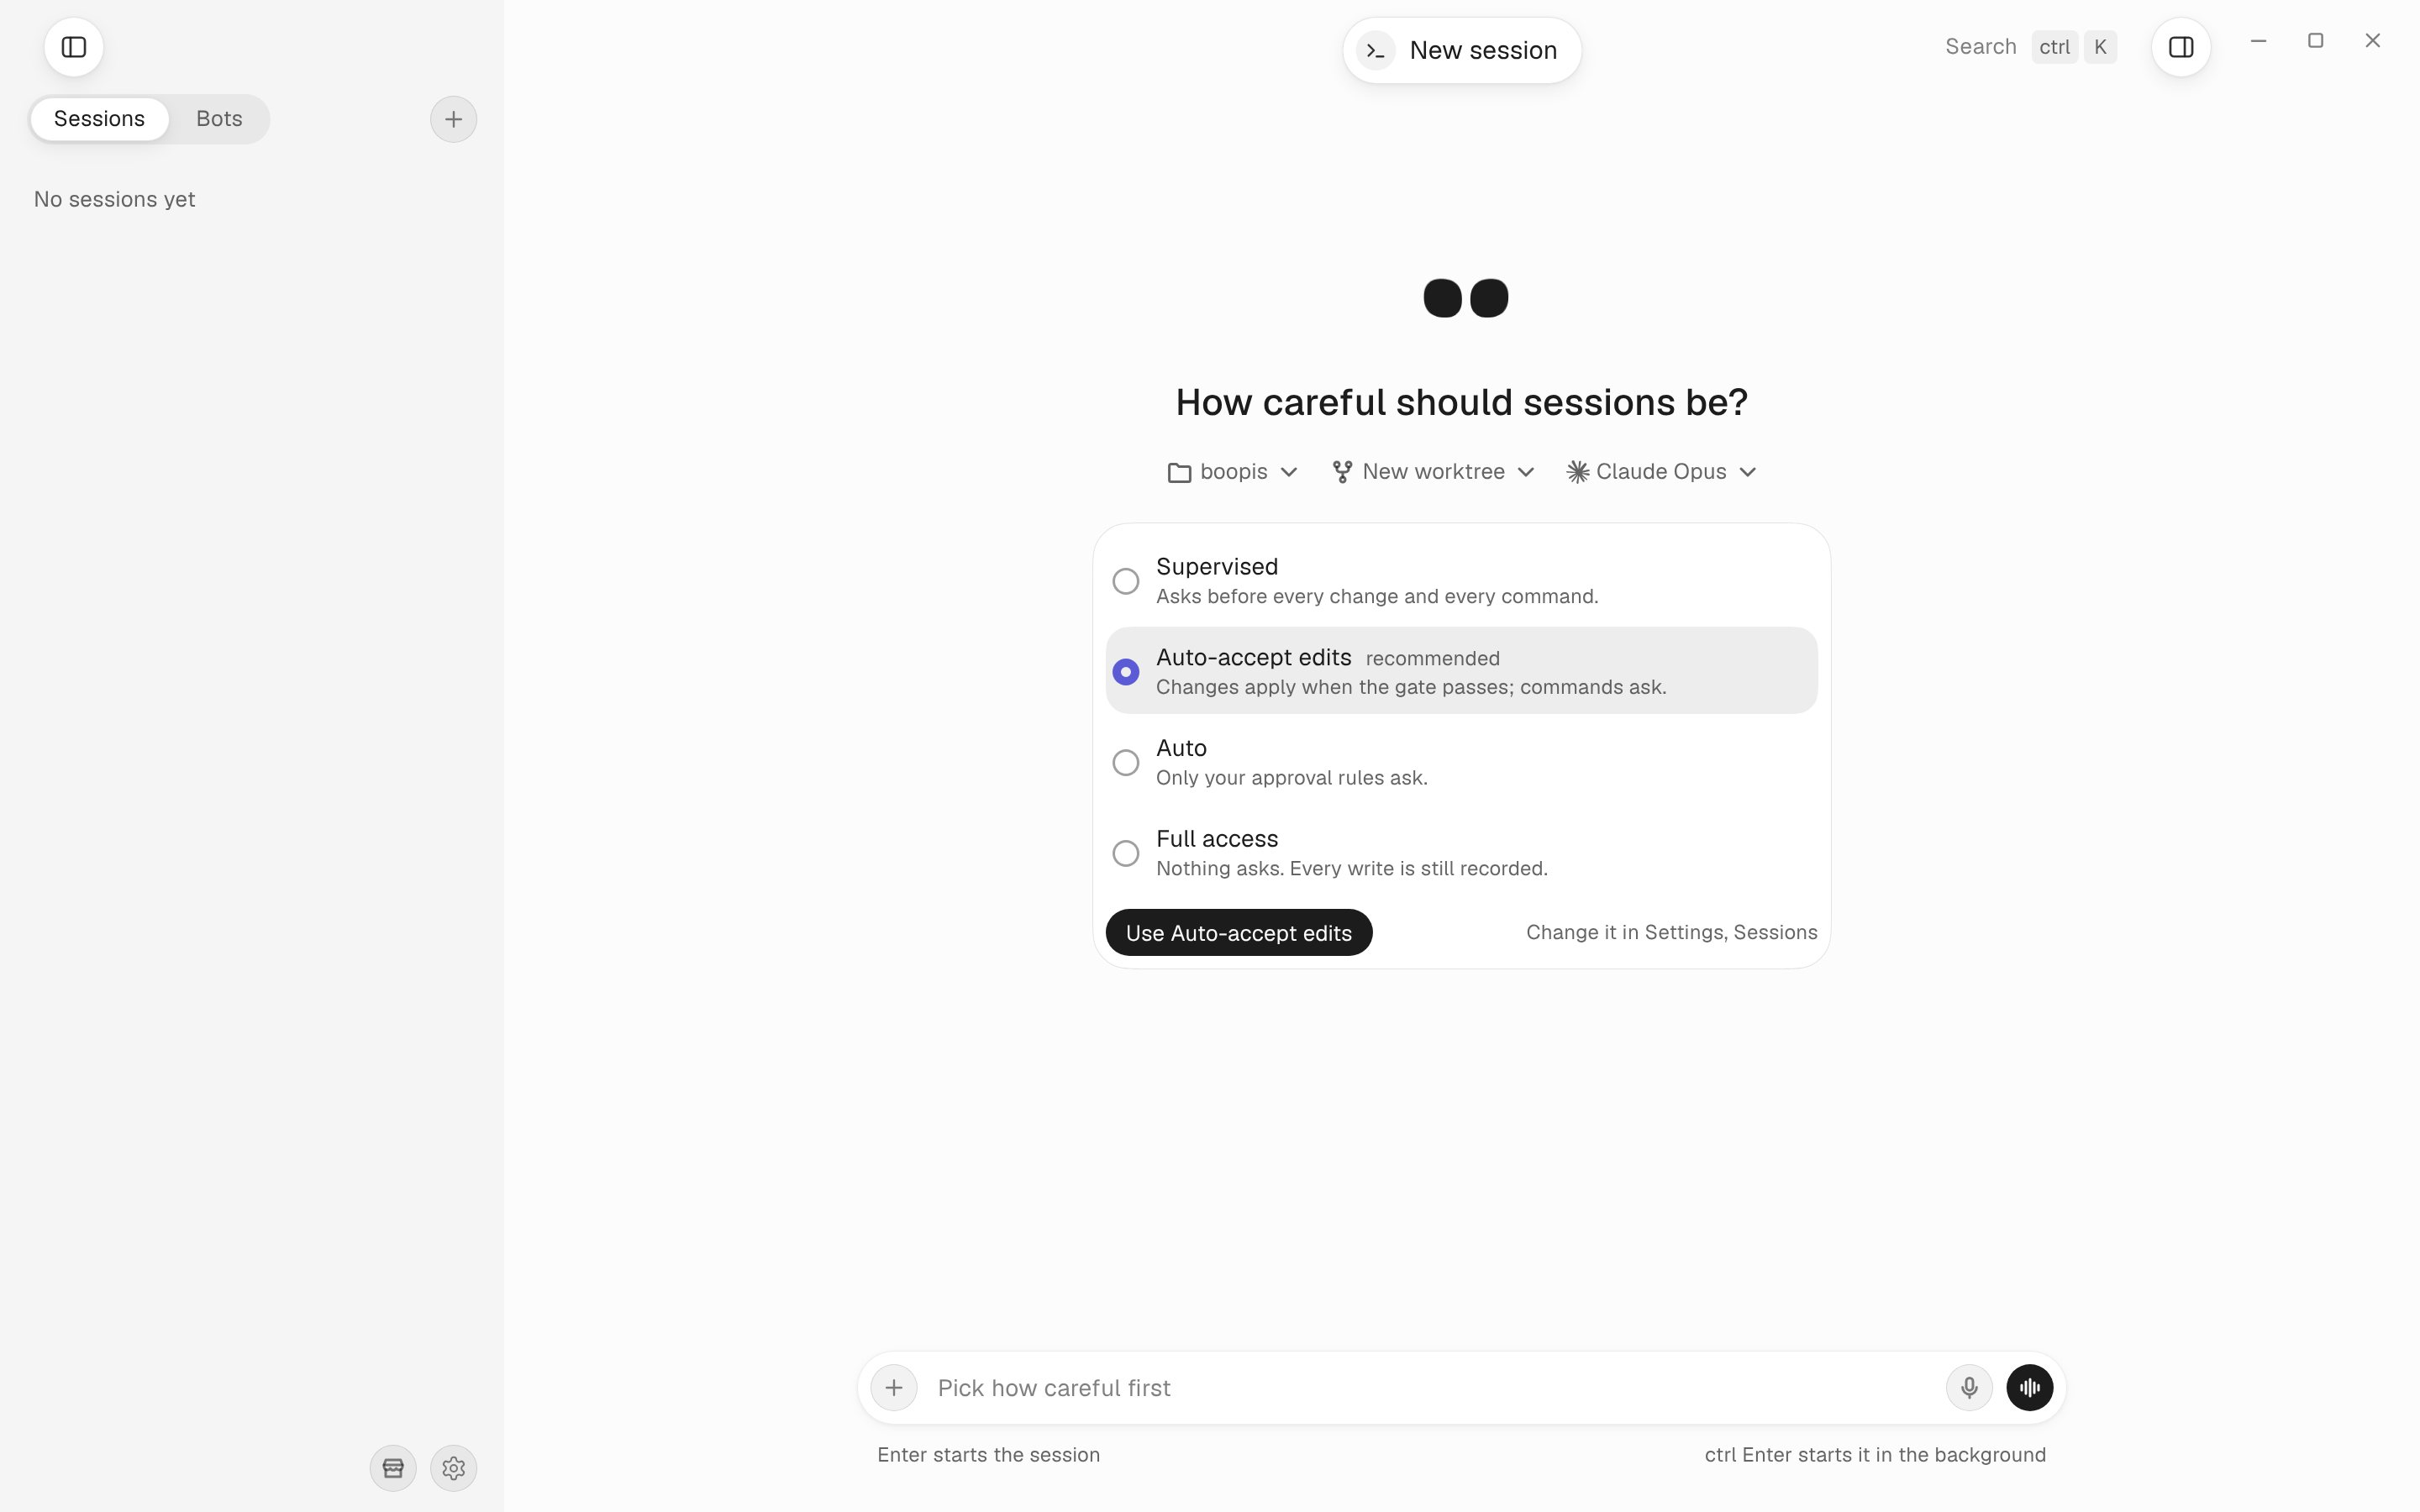 New session
Search ctrl K
Sessions Bots
No sessions yet
How careful should sessions be?
boopis New worktree Claude Opus
Supervised
Asks before every change and every command.
Auto-accept edits recommended
Changes apply when the gate passes; commands ask.
Auto
Only your approval rules ask.
Full access
Nothing asks. Every write is still recorded.
Use Auto-accept edits Change it in Settings, Sessions
Pick how careful first
Enter starts the session ctrl Enter starts it in the background